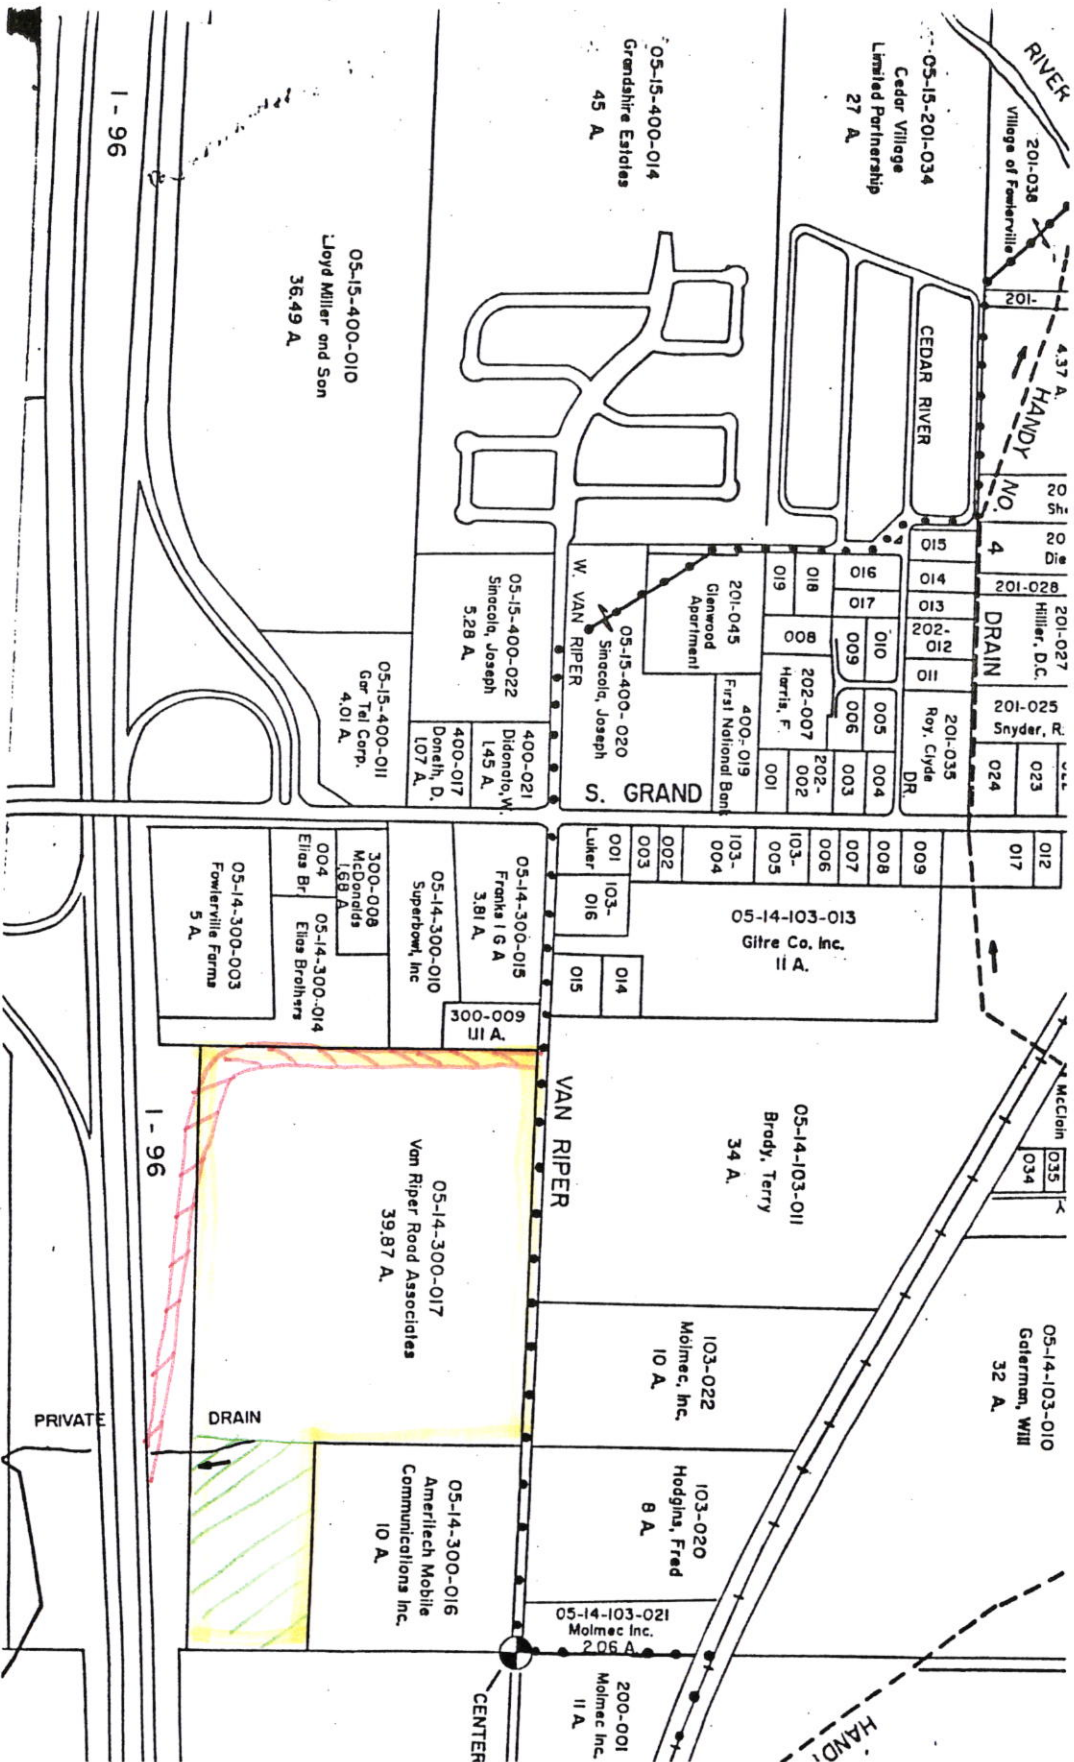 RIVER
201-038
Village of Fowlerville
201-
4.37 A.
HANDY
NO.
4
DRAIN
20
20
Die
201-028
201-027
Hillier, D.C.
201-025
Snyder, R.
024
023
05-15-201-034
Cedar Village
Limited Partnership
27 A.
CEDAR RIVER
DR.
015
014
013
202-
012
011
201-035
Roy, Clyde
016
017
018
019
008
009
010
006
005
202-007
Harris, F.
004
003
202-
002
001
05-15-400-014
Grandshire Estates
45 A.
201-045
Glenwood
Apartment
400-019
First National Bank
05-15-400-020
Sinacola, Joseph
W. VAN RIPER
S. GRAND
05-15-400-022
Sinacola, Joseph
5.28 A.
400-021
Didonato, W.
1.45 A.
400-017
Doneth, D.
1.07 A.
05-15-400-010
Lloyd Miller and Son
36.49 A.
05-15-400-011
Gar Tel Corp.
4.01 A.
I-96
012
017
009
008
007
006
103-
005
103-
004
002
003
001
Luker
103-
016
014
015
05-14-103-013
Gitre Co. Inc.
11 A.
05-14-300-015
Franks I G A
3.81 A.
05-14-300-010
Superbowl, Inc
300-008
McDonalds
1.68 A
004
Elias Br.
05-14-300-014
Elias Brothers
05-14-300-003
Fowlerville Farms
5 A.
300-009
1.11 A.
McClain
035
034
VAN RIPER
05-14-103-011
Brady, Terry
34 A.
05-14-300-017
Van Riper Road Associates
39.87 A.
I-96
05-14-103-010
Gaterman, Will
32 A.
103-022
Molmec, Inc.
10 A.
103-020
Hodgins, Fred
8 A.
PRIVATE
DRAIN
05-14-300-016
Ameritech Mobile
Communications Inc.
10 A.
05-14-103-021
Molmec Inc.
2.06 A.
200-001
Molmec Inc.
11 A.
CENTER